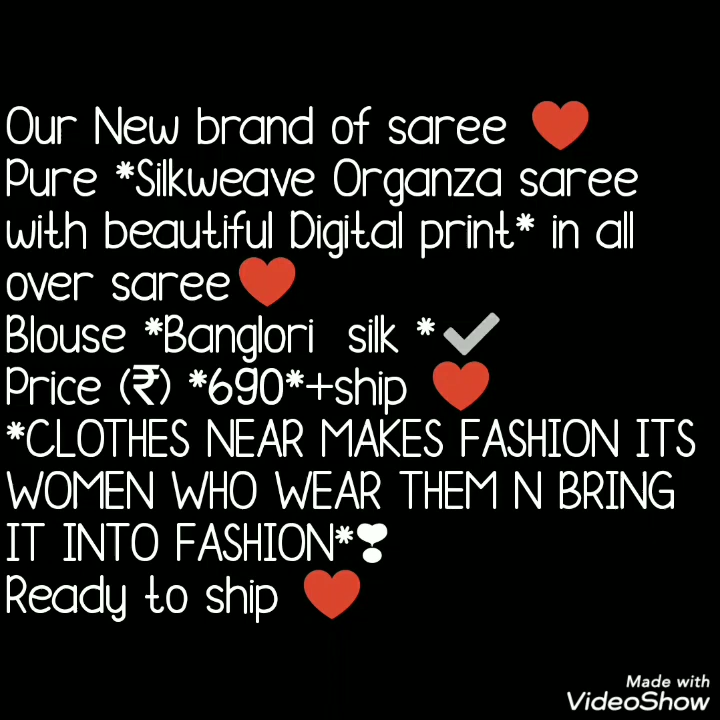 Our New brand of saree ❤
Pure *Silkweave Organza saree
with beautiful Digital print* in all
over saree❤
Blouse *Banglori silk *✔
Price (₹) *690*+ship ❤
*CLOTHES NEAR MAKES FASHION ITS
WOMEN WHO WEAR THEM N BRING
IT INTO FASHION*❣
Ready to ship ❤
Made with
VideoShow